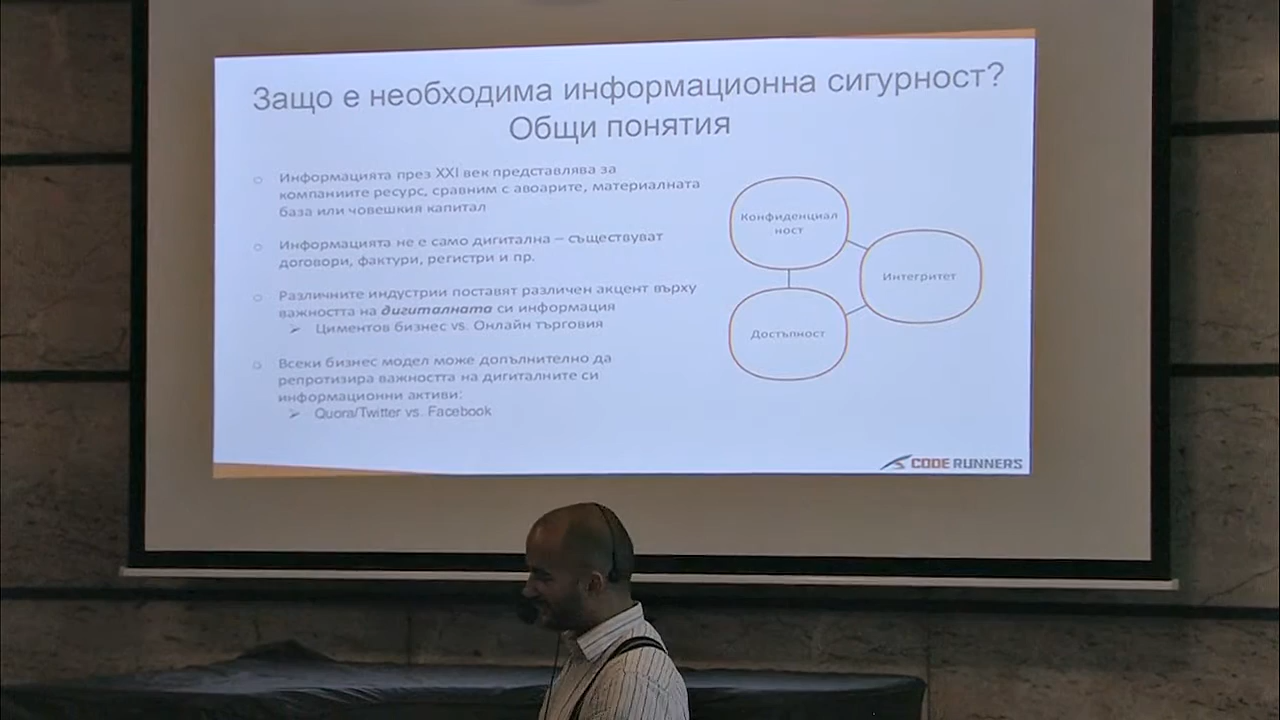 Защо е необходима информационна сигурност?
Общи понятия
Информацията през XXI век представлява за
компаниите ресурс, сравним с авоарите, материалната
база или човешкия капитал
Информацията не е само дигитална – съществуват
договори, фактури, регистри и пр.
Различните индустрии поставят различен акцент върху
важността на дигиталната си информация
Циментов бизнес vs. Онлайн търговия
Всеки бизнес модел може допълнително да
репротизира важността на дигиталните си
информационни активи:
Quora/Twitter vs. Facebook
Конфиденциал
ност
Интегритет
Достъпност
CODE RUNNERS